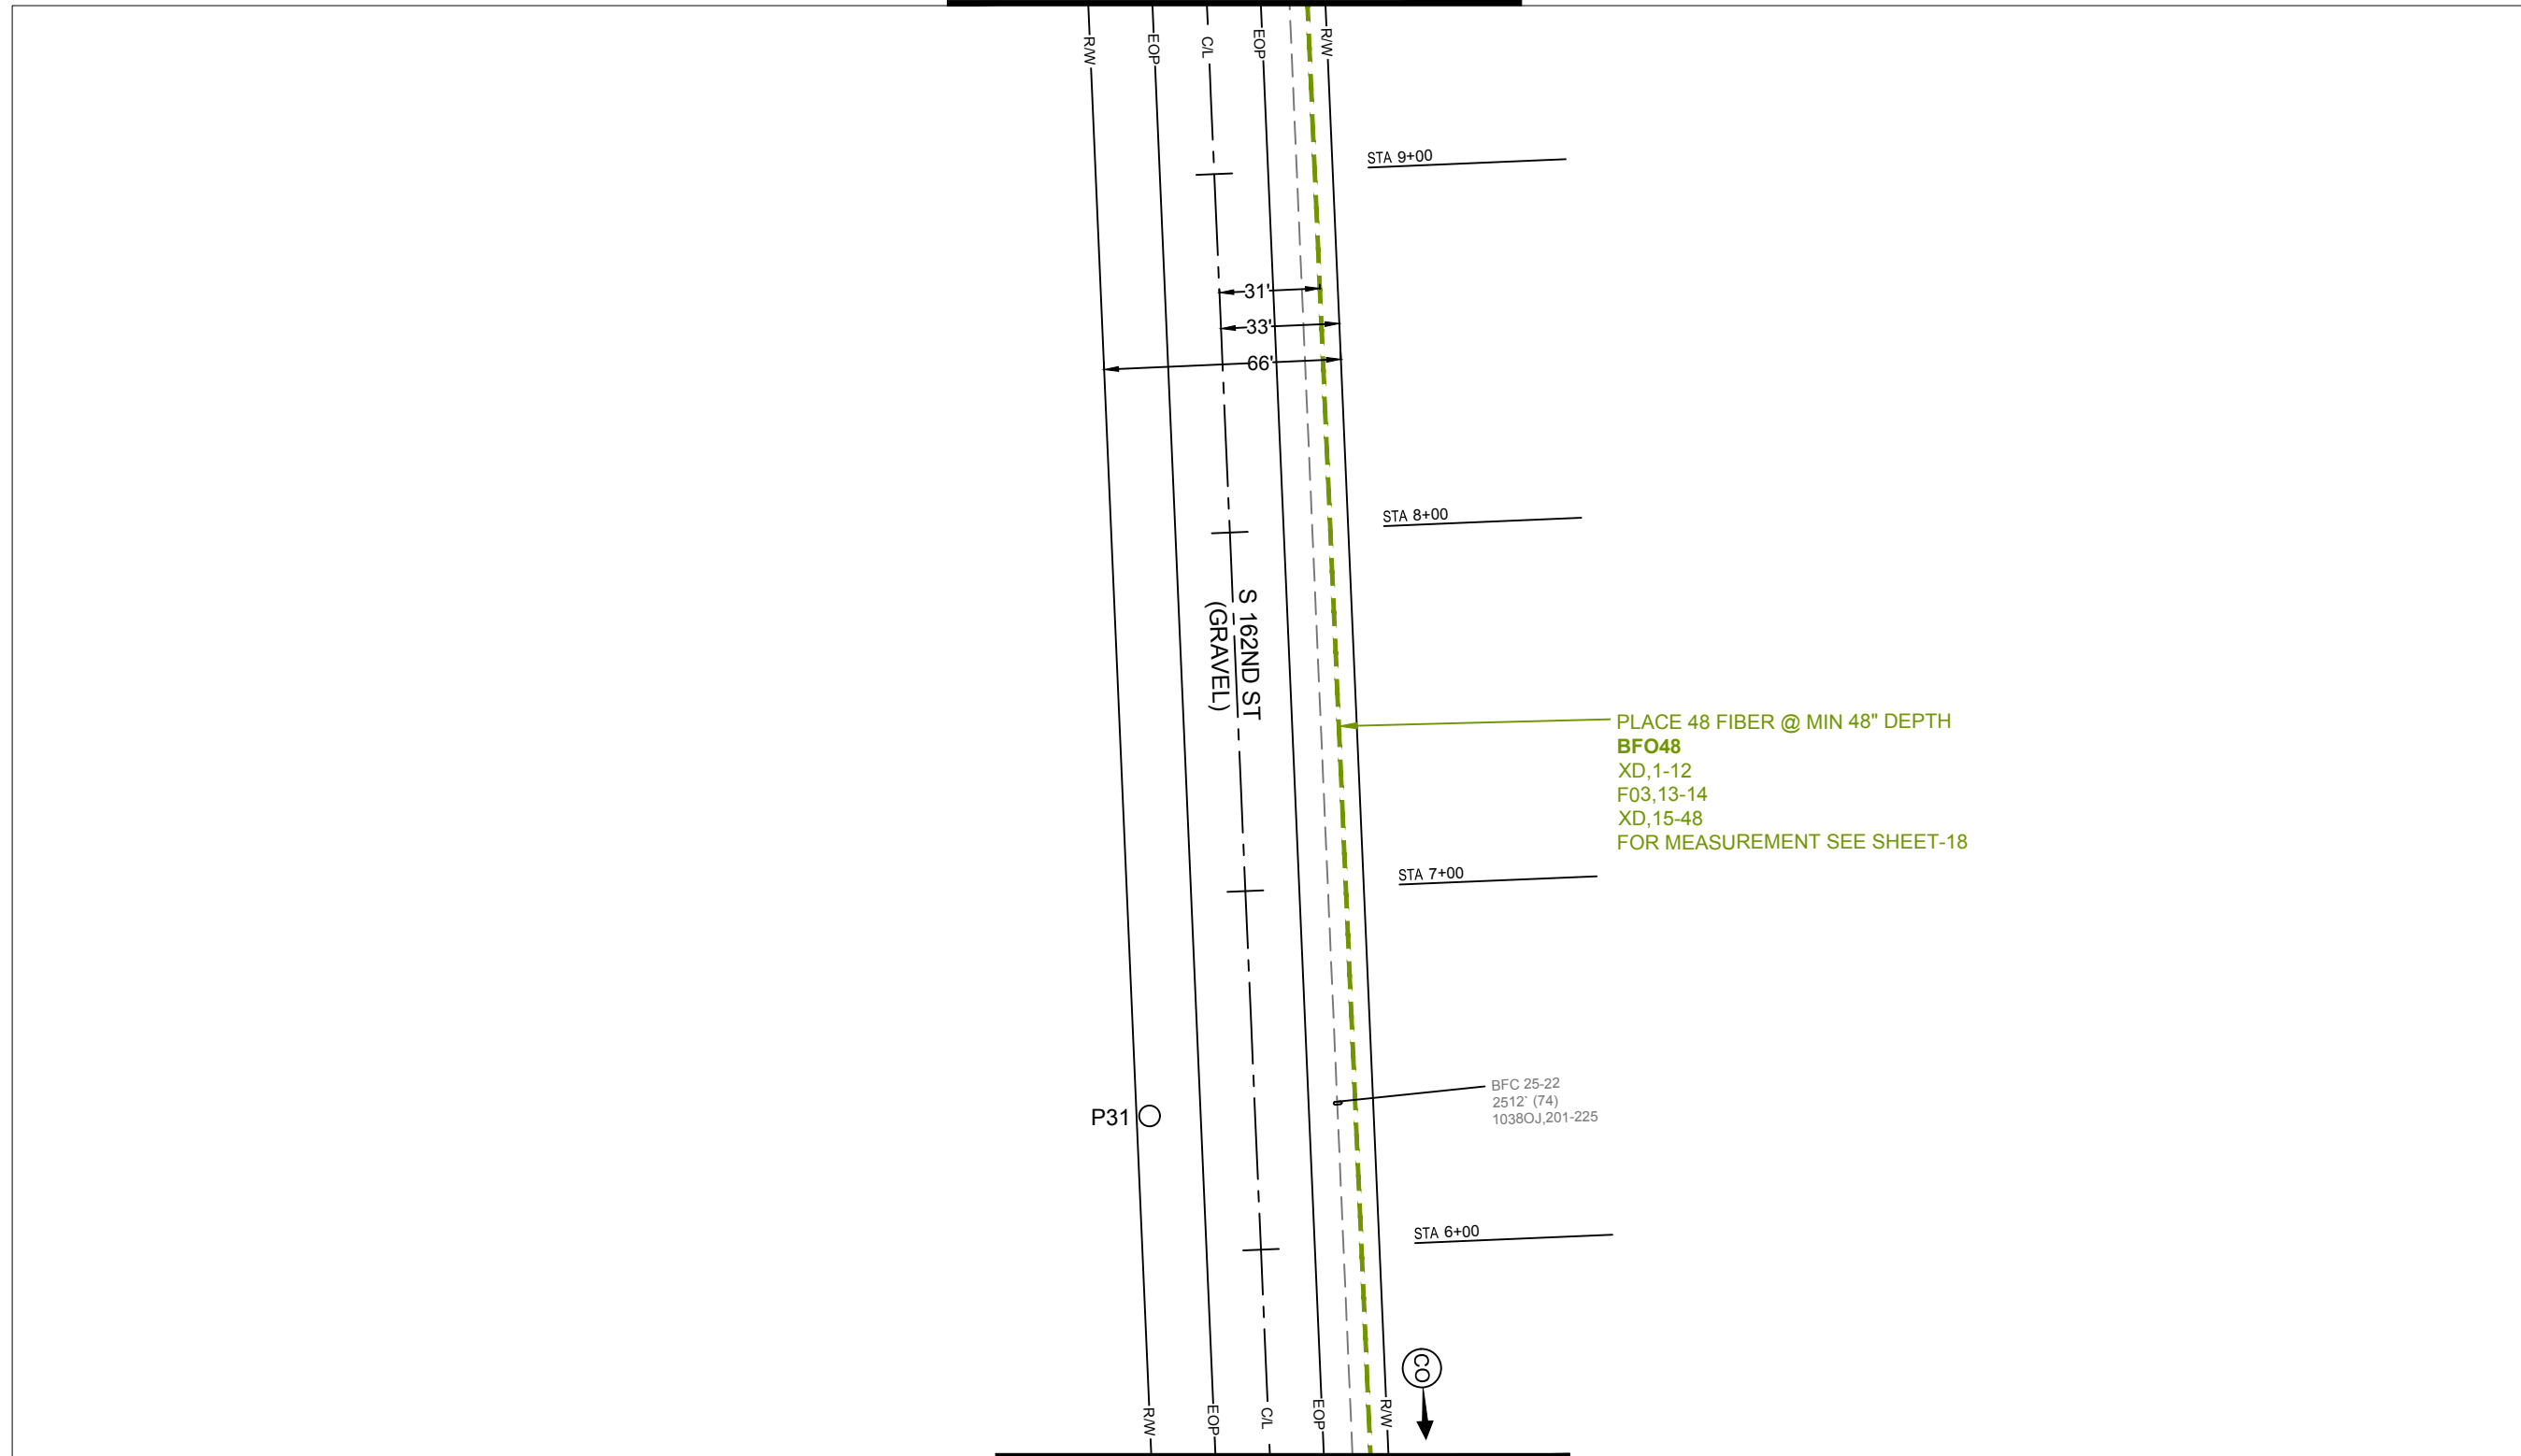 R/W
EOP
C/L
EOP
R/W
STA 9+00
31'
33'
66'
STA 8+00
S 162ND ST
(GRAVEL)
PLACE 48 FIBER @ MIN 48" DEPTH
BFO48
XD,1-12
F03,13-14
XD,15-48
FOR MEASUREMENT SEE SHEET-18
STA 7+00
BFC 25-22
2512` (74)
1038OJ,201-225
P31
STA 6+00
CO
R/W
EOP
C/L
EOP
R/W